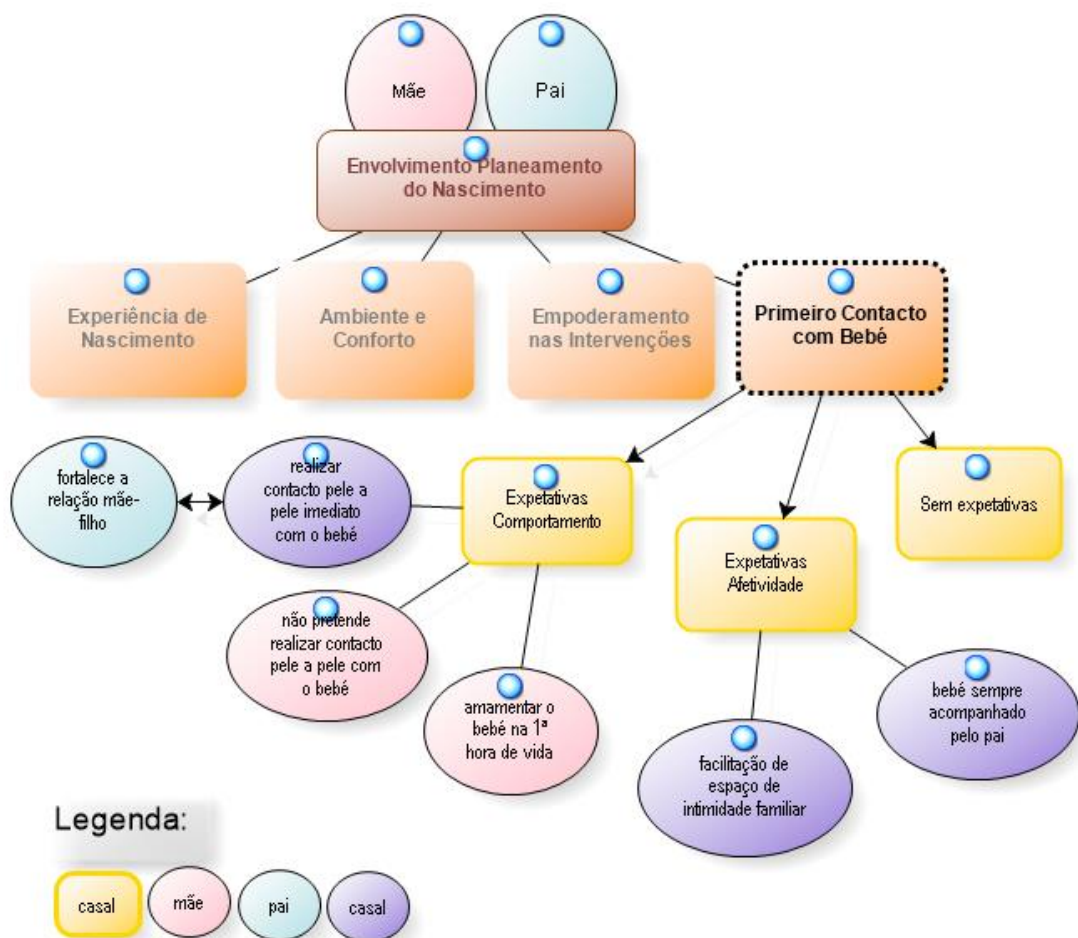 Mãe
Pai
Envolvimento Planeamento
do Nascimento
Experiência de
Nascimento
Ambiente e
Conforto
Empoderamento
nas Intervenções
Primeiro Contacto
com Bebé
fortalece a
relação mãe-
filho
realizar
contacto pele a
pele imediato
com o bebé
Expetativas
Comportamento
Sem expetativas
Expetativas
Afetividade
não pretende
realizar contacto
pele a pele com
o bebé
amamentar o
bebé na 1ª
hora de vida
bebé sempre
acompanhado
pelo pai
facilitação de
espaço de
intimidade familiar
Legenda:
casal
mãe
pai
casal